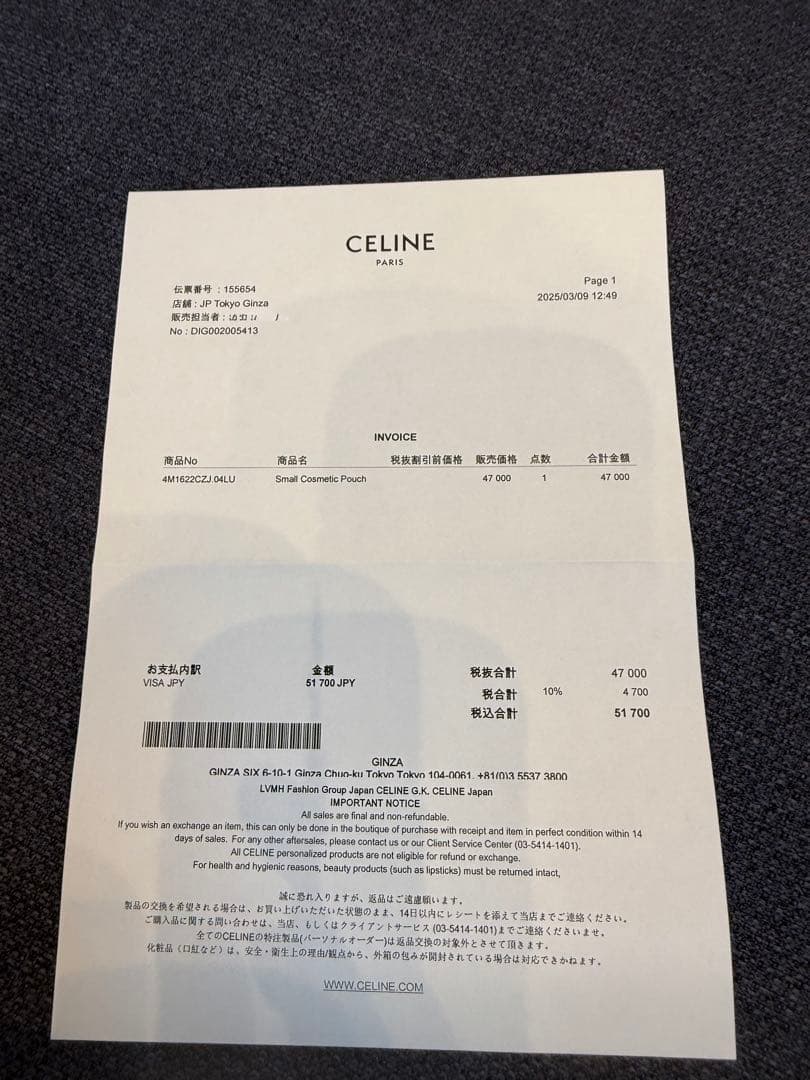 CELINE
PARIS
伝票番号 : 155654
Page 1
店舗 : JP Tokyo Ginza
2025/03/09 12:49
販売担当者 :
No : DIG002005413
INVOICE
商品No 商品名 税抜割引前価格 販売価格 点数 合計金額
4M1622CZJ.04LU Small Cosmetic Pouch 47 000 1 47 000
お支払内訳 金額 税抜合計 47 000
VISA JPY 51 700 JPY
税合計 10% 4 700
税込合計 51 700
GINZA
GINZA SIX 6-10-1 Ginza Chuo-ku Tokyo Tokyo 104-0061, +81(0)3 5537 3800
LVMH Fashion Group Japan CELINE G.K. CELINE Japan
IMPORTANT NOTICE
All sales are final and non-refundable.
If you wish an exchange an item, this can only be done in the boutique of purchase with receipt and item in perfect condition within 14
days of sales. For any other aftersales, please contact us or our Client Service Center (03-5414-1401).
All CELINE personalized products are not eligible for refund or exchange.
For health and hygienic reasons, beauty products (such as lipsticks) must be returned intact,
誠に恐れ入りますが、返品はご遠慮願います。
製品の交換を希望される場合は、お買い上げいただいた状態のまま、14日以内にレシートを添えて当店までご連絡ください。
ご購入品に関する問い合わせは、当店、もしくはクライアントサービス (03-5414-1401)までご連絡くださいませ。
全てのCELINEの特注製品(パーソナルオーダー)は返品交換の対象外とさせて頂きます。
化粧品（口紅など）は、安全・衛生上の理由/観点から、外箱の包みが開封されている場合は対応できかねます。
WWW.CELINE.COM